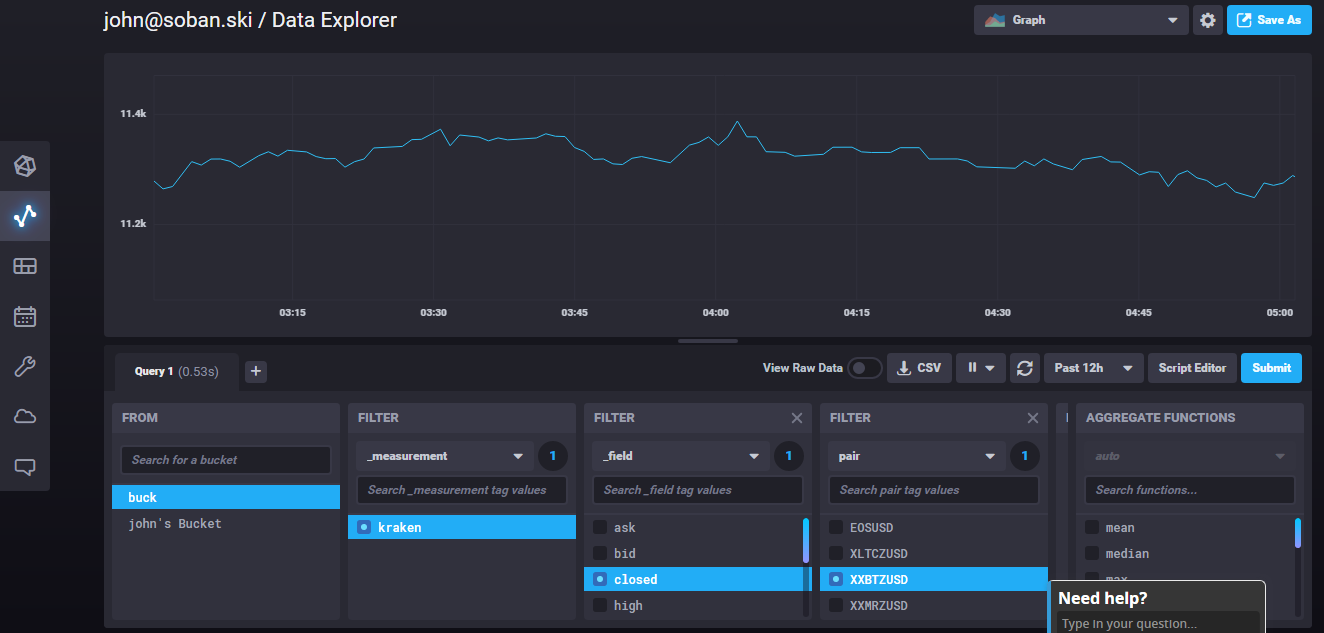 john@soban.ski / Data Explorer
Graph
Save As
11.4k
11.2k
03:15 03:30 03:45 04:00 04:15 04:30 04:45 05:00
Query 1 (0.53s)
+
View Raw Data
CSV
Past 12h
Script Editor
Submit
FROM
Search for a bucket
buck
john's Bucket
FILTER
_measurement
1
Search _measurement tag values
kraken
FILTER
_field
1
Search _field tag values
ask
bid
closed
high
FILTER
pair
1
Search pair tag values
EOSUSD
XLTCZUSD
XXBTZUSD
XXMRZUSD
AGGREGATE FUNCTIONS
auto
Search functions...
mean
median
max
Need help?
Type in your question...